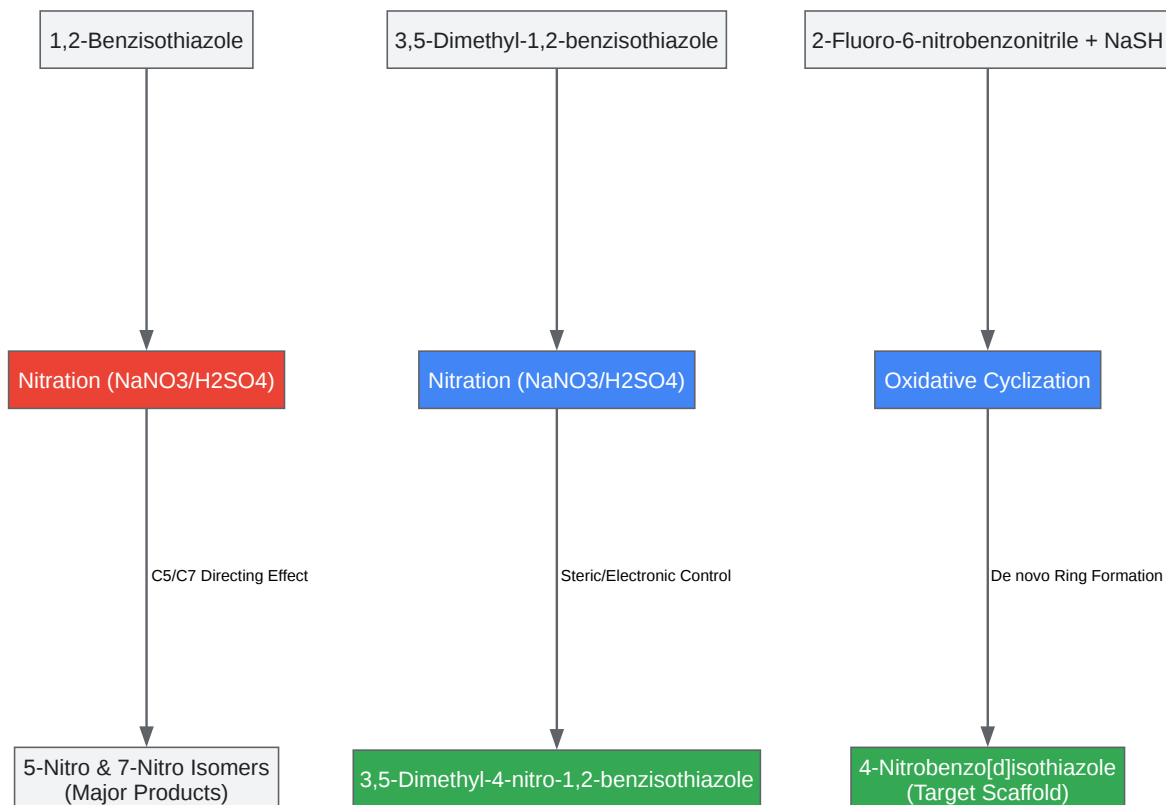 1,2-Benzisothiazole
3,5-Dimethyl-1,2-benzisothiazole
2-Fluoro-6-nitrobenzonitrile + NaSH
Nitration (NaNO3/H2SO4)
Nitration (NaNO3/H2SO4)
Oxidative Cyclization
C5/C7 Directing Effect
Steric/Electronic Control
De novo Ring Formation
5-Nitro & 7-Nitro Isomers
(Major Products)
3,5-Dimethyl-4-nitro-1,2-benzisothiazole
4-Nitrobenzo[d]isothiazole
(Target Scaffold)